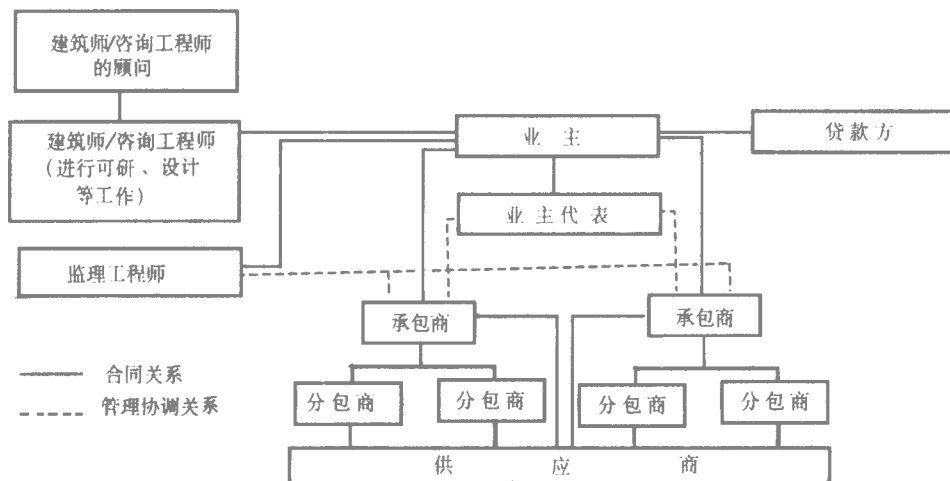 建筑师/咨询工程师
的顾问
建筑师/咨询工程师
(进行可研、设计
等工作)
业主
贷款方
业主代表
监理工程师
承包商
承包商
合同关系
管理协调关系
分包商
分包商
分包商
分包商
供应商